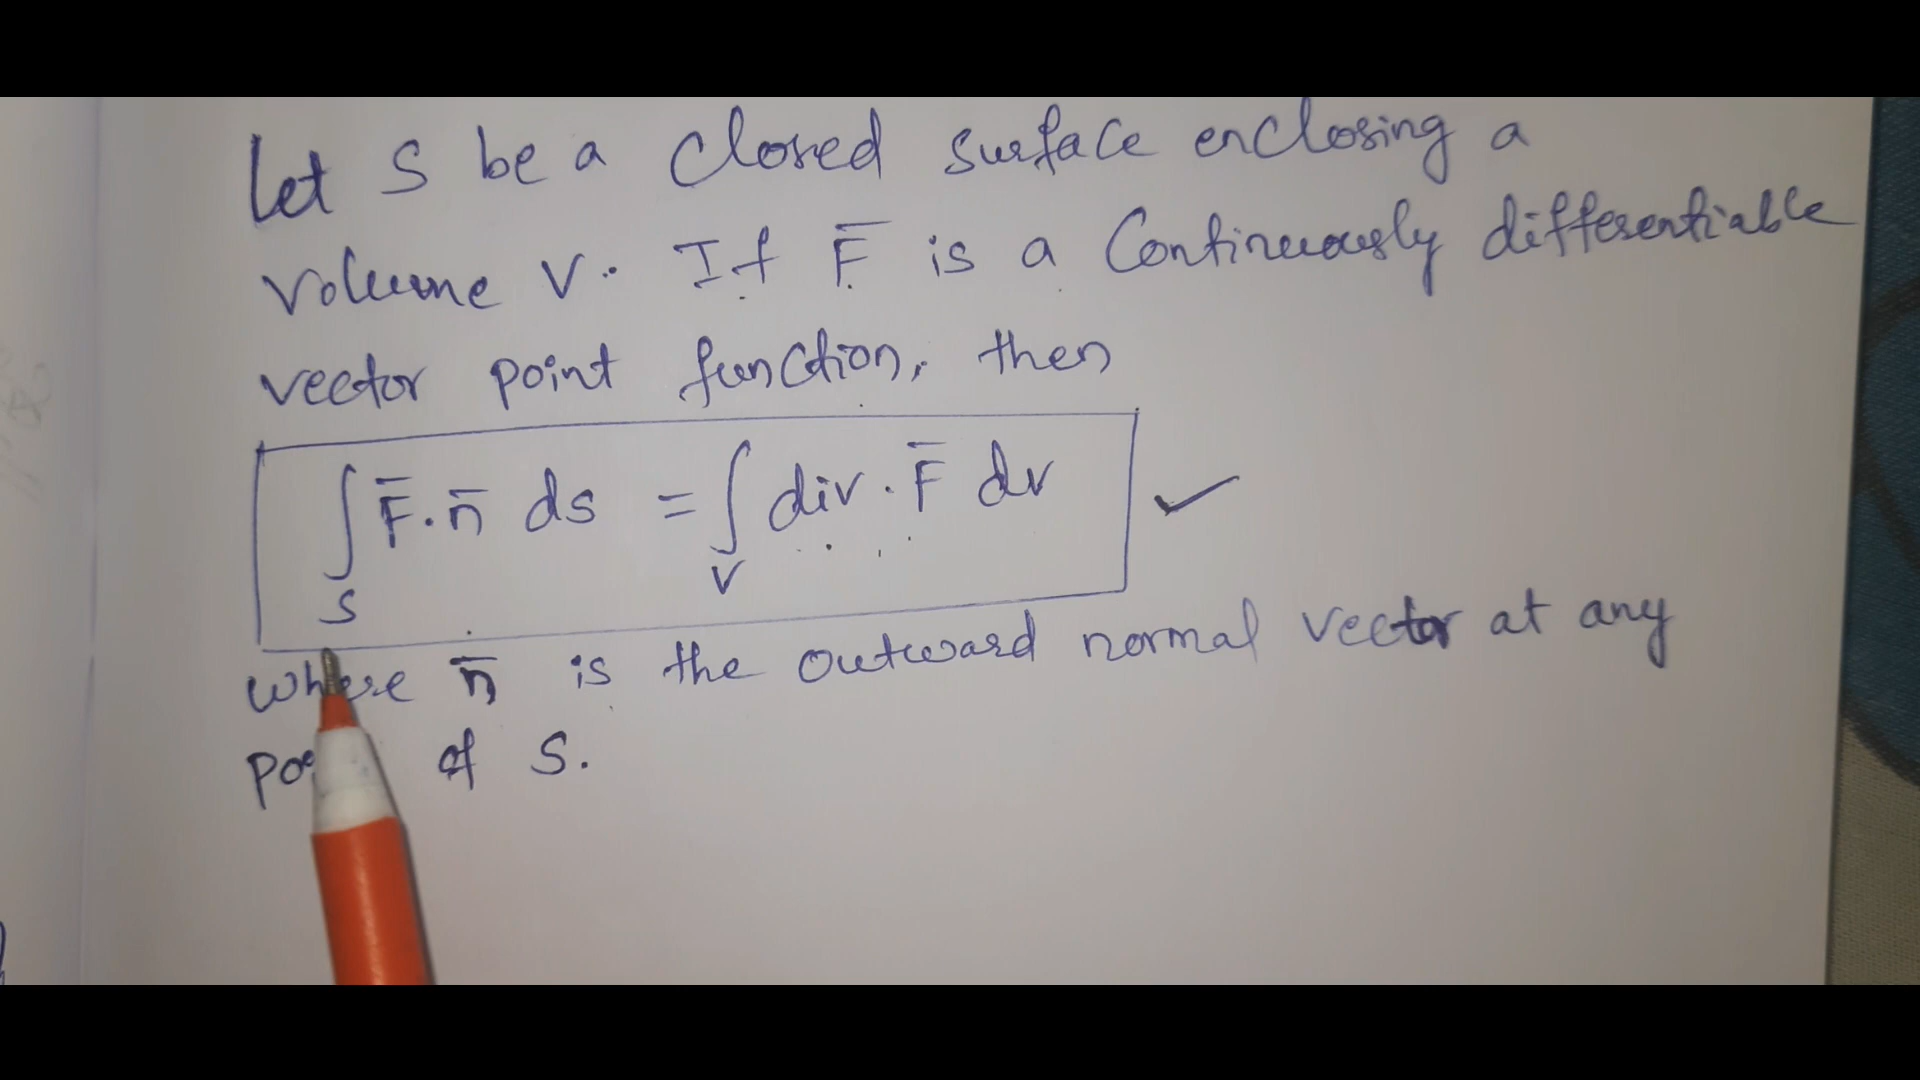 Let S be a closed surface enclosing a
volume V. If F̅ is a continuously differentiable
vector point function, then
∫ F̅. n̅ ds = ∫ div. F̅ dv
S V
where n̅ is the outward normal vector at any
of S.